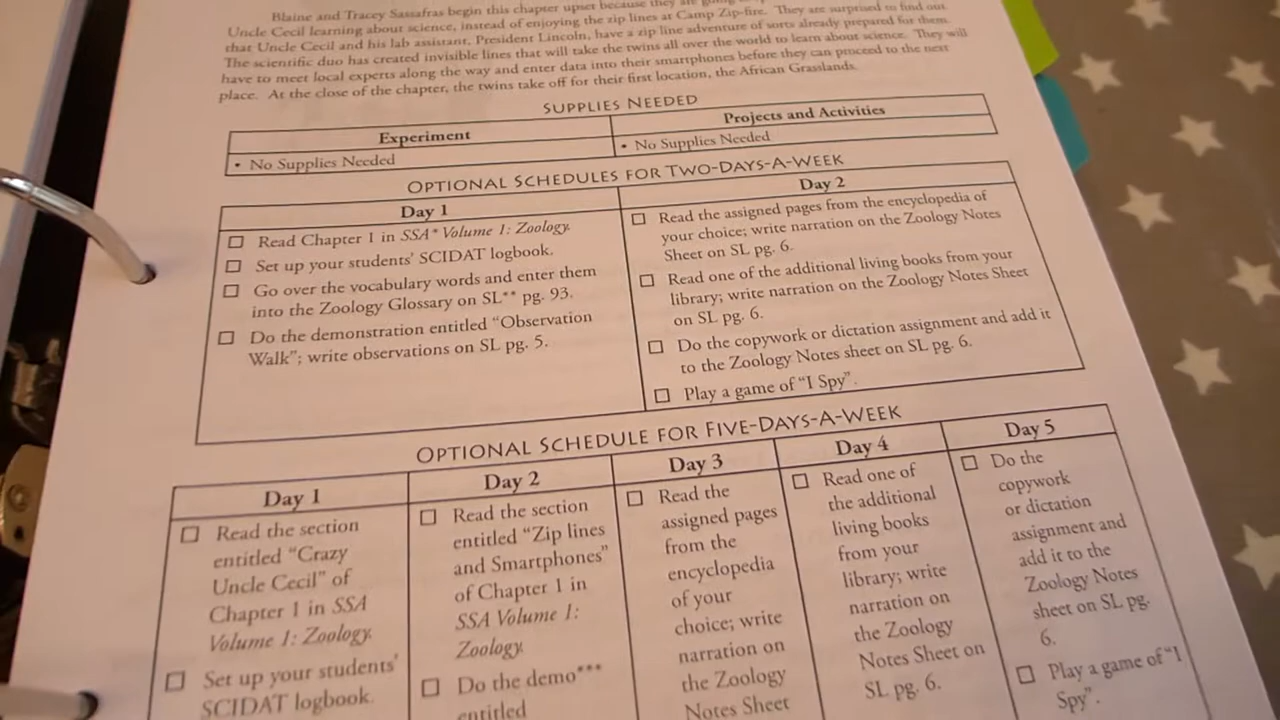 Blaine and Tracey Sassafras begin this chapter upset because they are going
Uncle Cecil learning about science, instead of enjoying the zip lines at Camp Zip-fire. They are surprised to find out
that Uncle Cecil and his lab assistant, President Lincoln, have a zip line adventure of sorts already prepared for them.
The scientific duo has created invisible lines that will take the twins all over the world to learn about science. They will
have to meet local experts along the way and enter data into their smartphones before they can proceed to the next
place. At the close of the chapter, the twins take off for their first location, the African Grasslands.
SUPPLIES NEEDED
Experiment
Projects and Activities
• No Supplies Needed
• No Supplies Needed
OPTIONAL SCHEDULES FOR TWO-DAYS-A-WEEK
Day 1
☐ Read Chapter 1 in SSA* Volume 1: Zoology.
☐ Set up your students' SCIDAT logbook.
☐ Go over the vocabulary words and enter them
into the Zoology Glossary on SL** pg. 93.
☐ Do the demonstration entitled "Observation
Walk"; write observations on SL pg. 5.
Day 2
☐ Read the assigned pages from the encyclopedia of
your choice; write narration on the Zoology Notes
Sheet on SL pg. 6.
☐ Read one of the additional living books from your
library; write narration on the Zoology Notes Sheet
on SL pg. 6.
☐ Do the copywork or dictation assignment and add it
to the Zoology Notes sheet on SL pg. 6.
☐ Play a game of "I Spy".
OPTIONAL SCHEDULE FOR FIVE-DAYS-A-WEEK
Day 1
☐ Read the section
entitled "Crazy
Uncle Cecil" of
Chapter 1 in SSA
Volume 1: Zoology.
☐ Set up your students'
SCIDAT logbook.
Day 2
☐ Read the section
entitled "Zip lines
and Smartphones"
of Chapter 1 in
SSA Volume 1:
Zoology.
☐ Do the demo***
entitled
Day 3
☐ Read the
assigned pages
from the
encyclopedia
of your
choice; write
narration on
the Zoology
Notes Sheet
Day 4
☐ Read one of
the additional
living books
from your
library; write
narration on
the Zoology
Notes Sheet on
SL pg. 6.
Day 5
☐ Do the
copywork
or dictation
assignment and
add it to the
Zoology Notes
sheet on SL pg.
6.
☐ Play a game of "I
Spy".